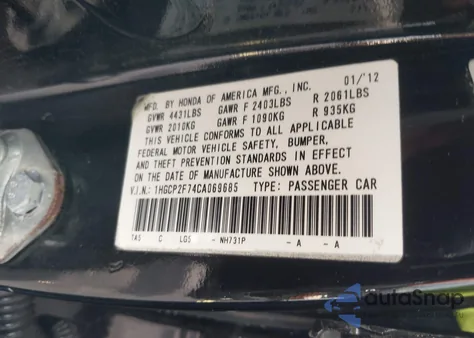 MFD. BY HONDA OF AMERICA MFG., INC. 01/'12
GVWR 4431LBS GAWR F 2403LBS R 2061LBS
GVWR 2010KG GAWR F 1090KG R 935KG
THIS VEHICLE CONFORMS TO ALL APPLICABLE
FEDERAL MOTOR VEHICLE SAFETY, BUMPER,
AND THEFT PREVENTION STANDARDS IN EFFECT
ON THE DATE OF MANUFACTURE SHOWN ABOVE.
V.I.N.: 1HGCP2F74CA069685 TYPE: PASSENGER CAR
TA5 C LG5 - NH731P - A - A
autoSnap